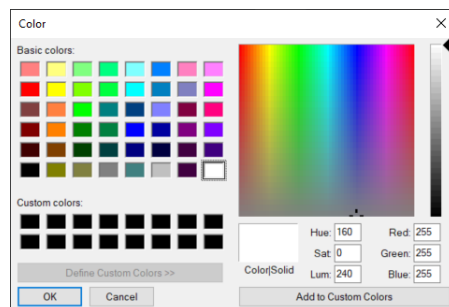 Color
Basic colors:
Custom colors:
Define Custom Colors >>
OK Cancel
Color|Solid
Hue: 160 Red: 255
Sat: 0 Green: 255
Lum: 240 Blue: 255
Add to Custom Colors